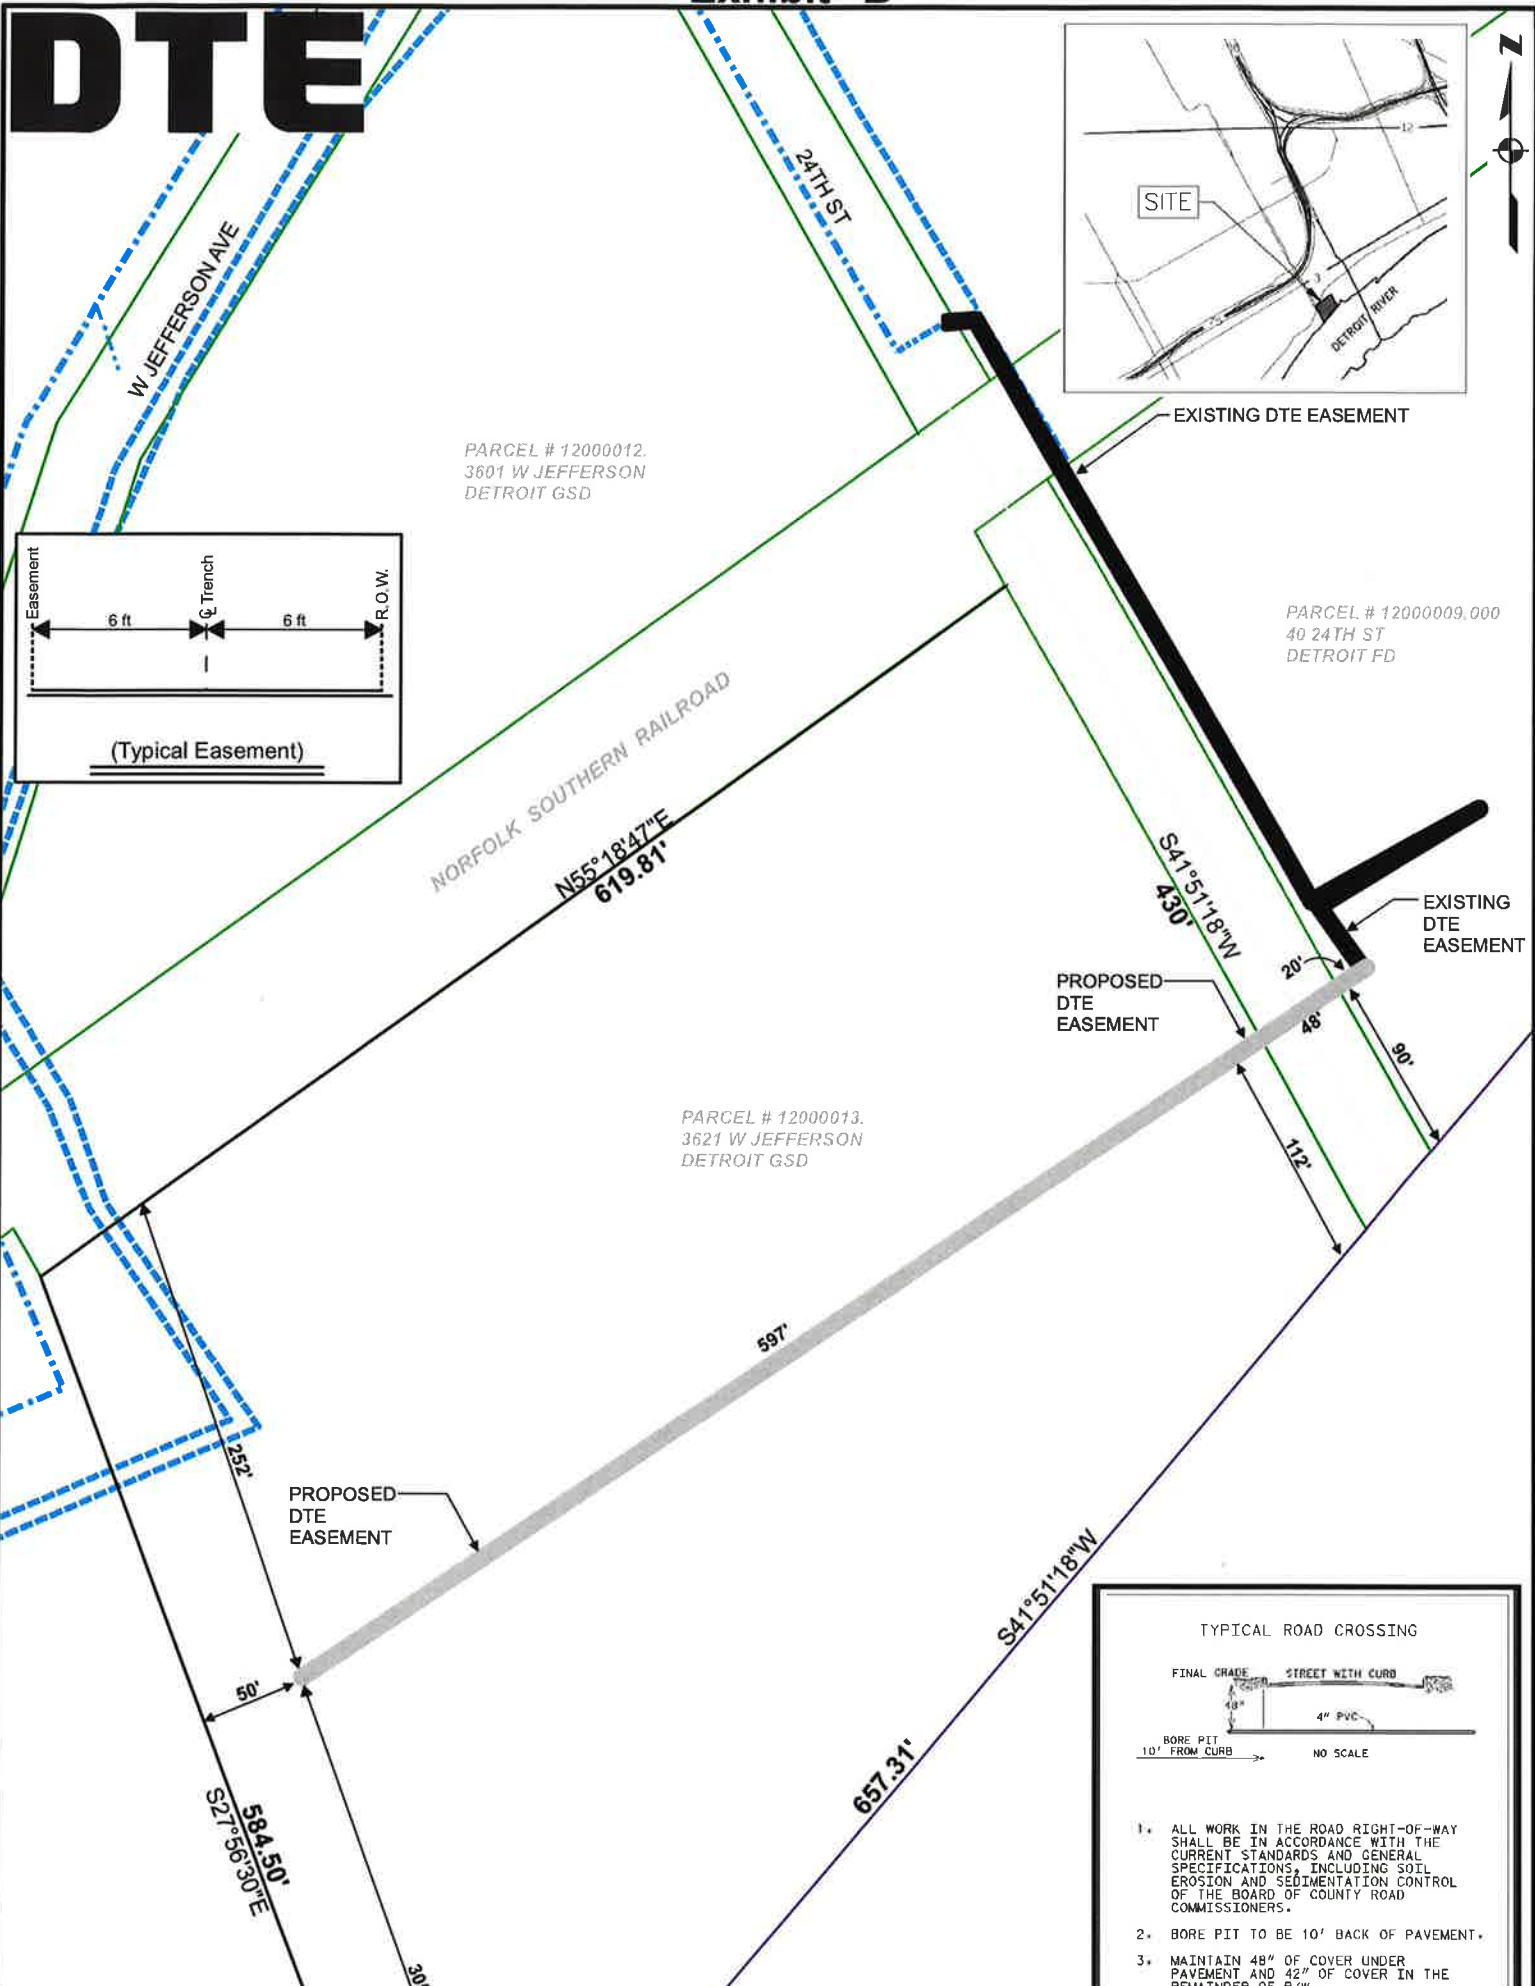 DTE
24TH ST
W JEFFERSON AVE
SITE
12
75
DETROIT RIVER
N
EXISTING DTE EASEMENT
PARCEL # 12000012.
3601 W JEFFERSON
DETROIT GSD
Easement
℄ Trench
R.O.W.
6 ft
6 ft
(Typical Easement)
PARCEL # 12000009.000
40 24TH ST
DETROIT FD
NORFOLK SOUTHERN RAILROAD
N55°18'47"E
619.81'
S41°51'18"W
430'
EXISTING
DTE
EASEMENT
20'
PROPOSED
DTE
EASEMENT
48'
90'
112'
PARCEL # 12000013.
3621 W JEFFERSON
DETROIT GSD
597'
252'
PROPOSED
DTE
EASEMENT
50'
S41°51'18"W
657.31'
584.50'
S27°56'30"E
TYPICAL ROAD CROSSING
FINAL GRADE
STREET WITH CURB
48"
4" PVC
BORE PIT
10' FROM CURB
NO SCALE
1. ALL WORK IN THE ROAD RIGHT-OF-WAY
SHALL BE IN ACCORDANCE WITH THE
CURRENT STANDARDS AND GENERAL
SPECIFICATIONS, INCLUDING SOIL
EROSION AND SEDIMENTATION CONTROL
OF THE BOARD OF COUNTY ROAD
COMMISSIONERS.
2. BORE PIT TO BE 10' BACK OF PAVEMENT.
3. MAINTAIN 48" OF COVER UNDER
PAVEMENT AND 42" OF COVER IN THE
REMAINDER OF R/W